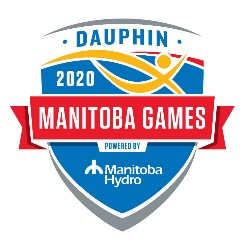 · DAUPHIN ·
2020
MANITOBA GAMES
POWERED BY
Manitoba
Hydro